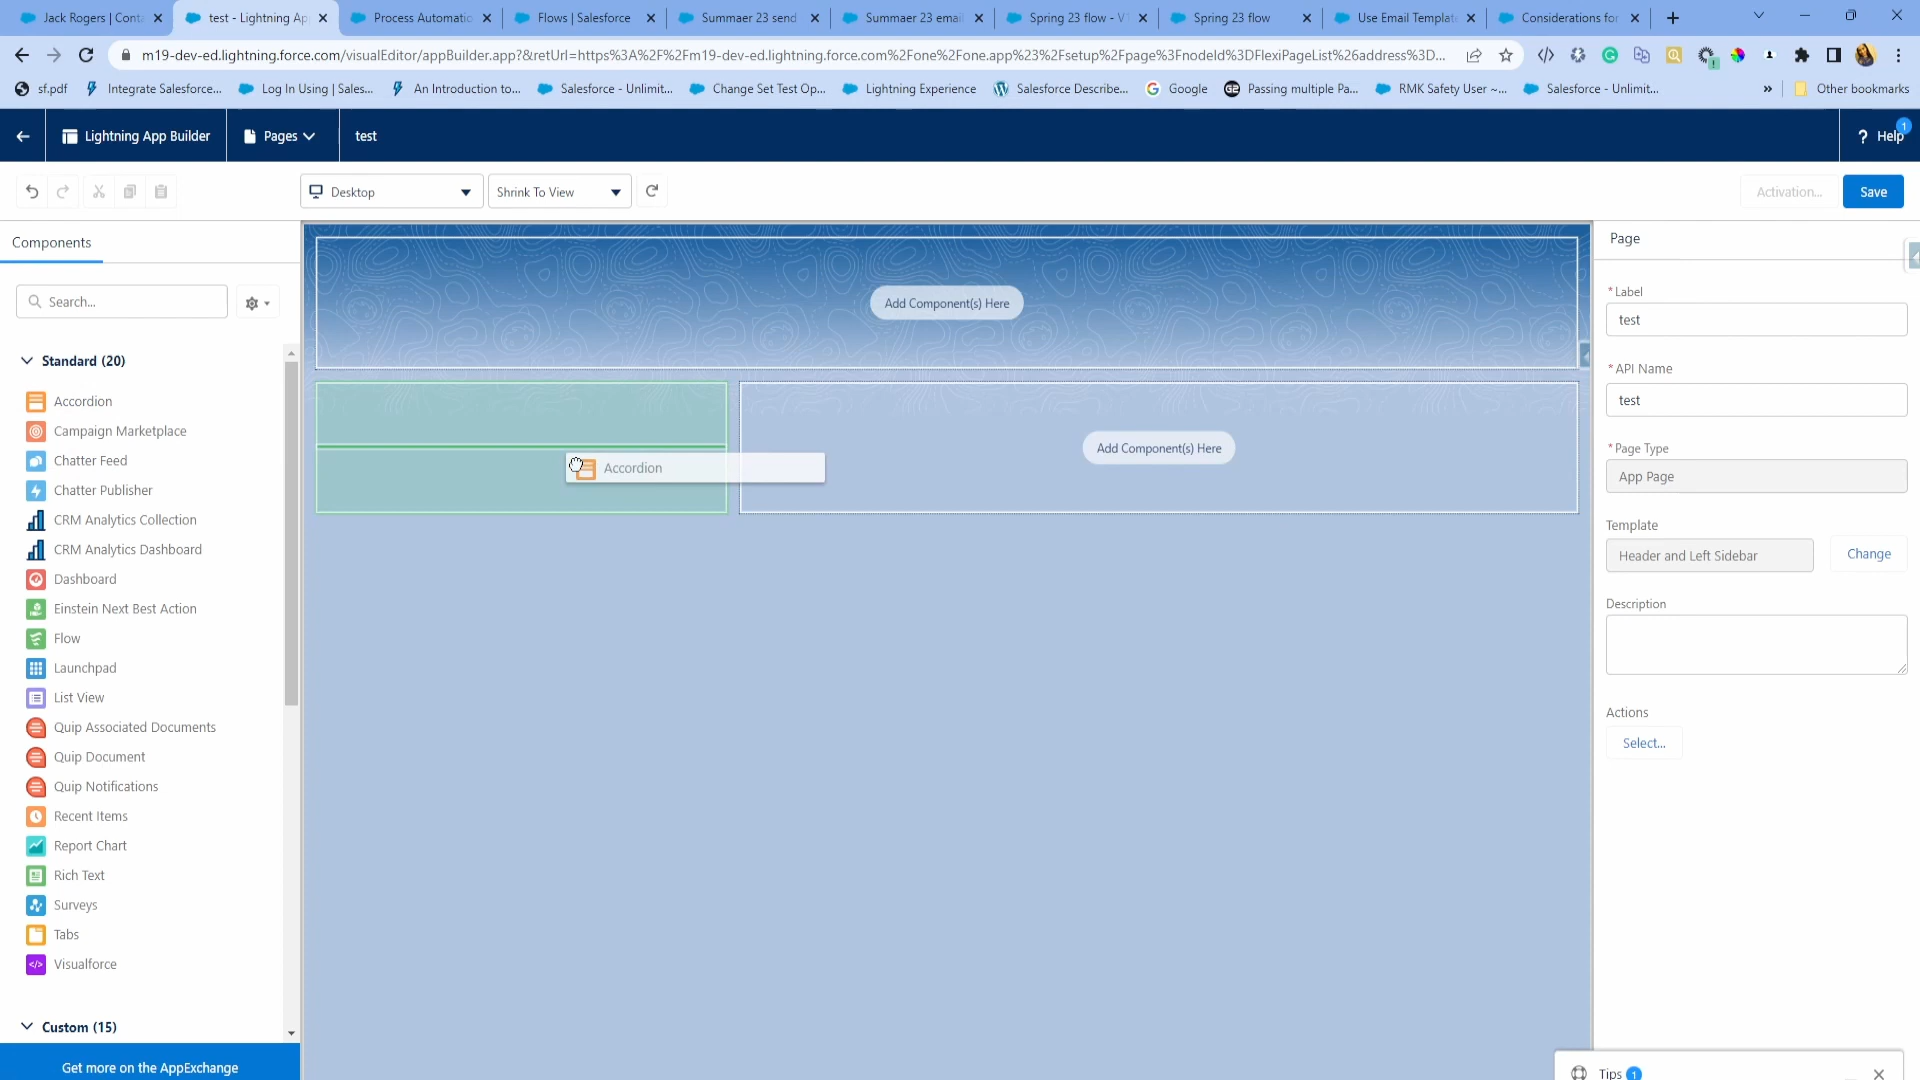 Jack Rogers | Conta
test - Lightning Ap
Process Automatio
Flows | Salesforce
Summaer 23 send
Summaer 23 email
Spring 23 flow - V1
Spring 23 flow
Use Email Templat
Considerations for
m19-dev-ed.lightning.force.com/visualEditor/appBuilder.app?&retUrl=https%3A%2F%2Fm19-dev-ed.lightning.force.com%2Fone%2Fone.app%23%2Fsetup%2Fpage%3FnodeId%3DFlexiPageList%26address%3D...
sf.pdf
Integrate Salesforce...
Log In Using | Sales...
An Introduction to...
Salesforce - Unlimit...
Change Set Test Op...
Lightning Experience
Salesforce Describe...
Google
Passing multiple Pa...
RMK Safety User ~...
Salesforce - Unlimit...
»
Other bookmarks
Lightning App Builder
Pages
test
? Help
1
Desktop
Shrink To View
Activation...
Save
Components
Search...
Standard (20)
Accordion
Campaign Marketplace
Chatter Feed
Chatter Publisher
CRM Analytics Collection
CRM Analytics Dashboard
Dashboard
Einstein Next Best Action
Flow
Launchpad
List View
Quip Associated Documents
Quip Document
Quip Notifications
Recent Items
Report Chart
Rich Text
Surveys
Tabs
Visualforce
Custom (15)
Get more on the AppExchange
Add Component(s) Here
Accordion
Add Component(s) Here
Page
*Label
test
*API Name
test
*Page Type
App Page
Template
Header and Left Sidebar
Change
Description
Actions
Select...
Tips 1